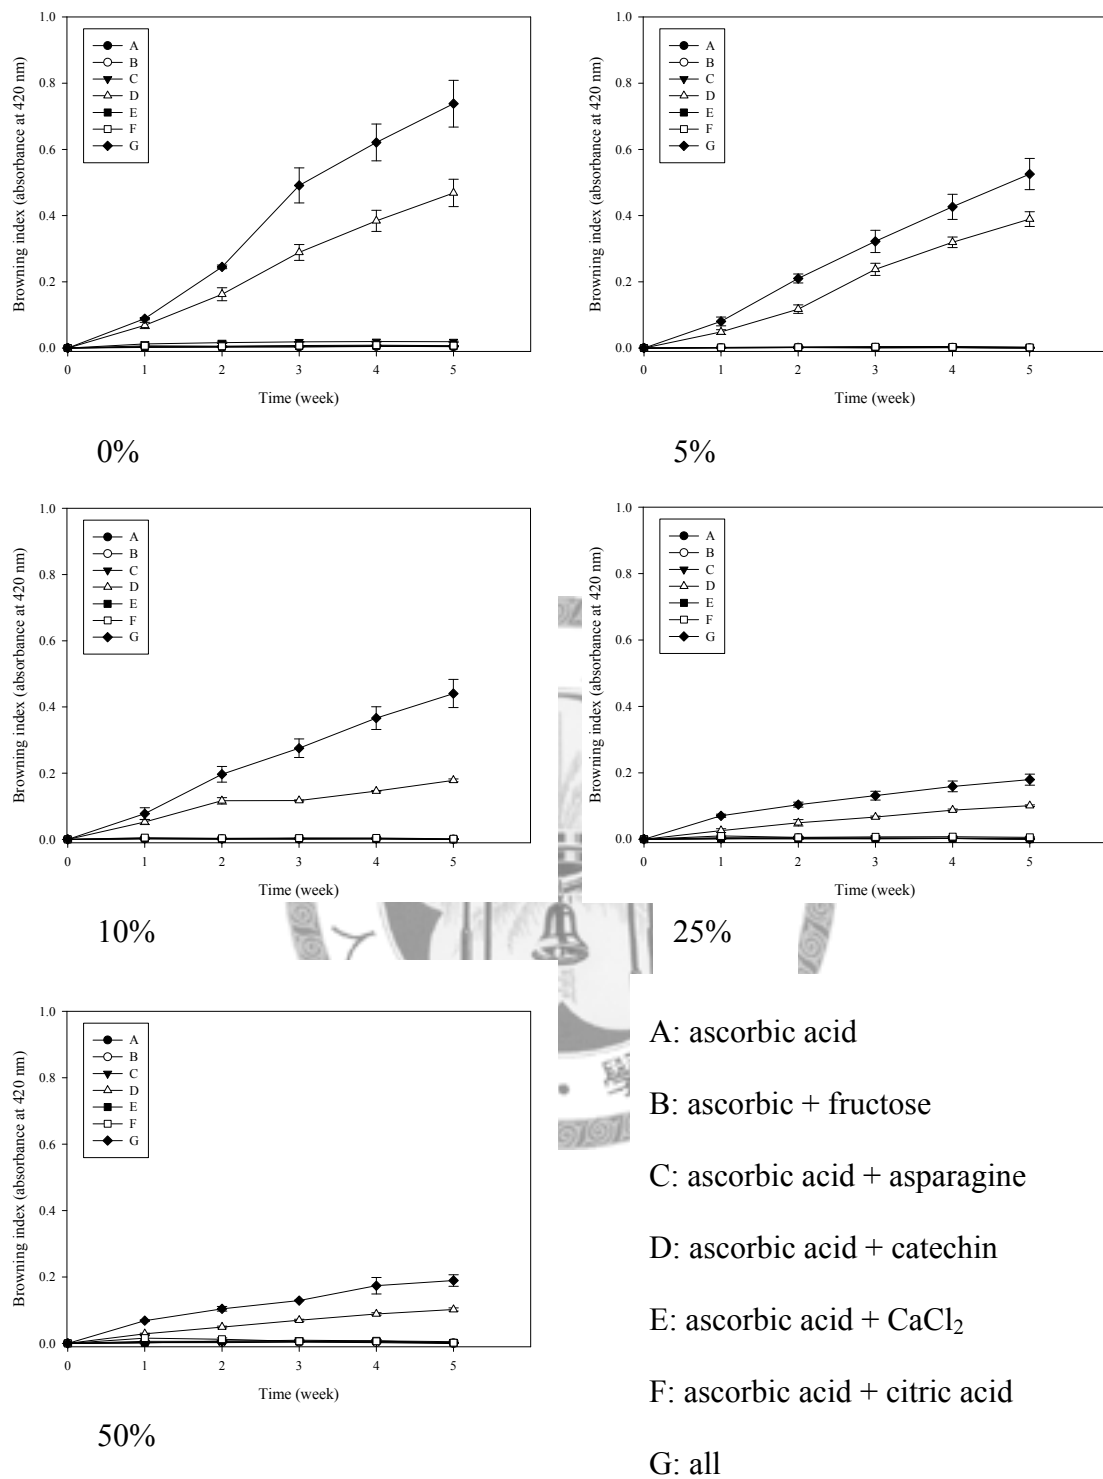 1.0
0.8
0.6
0.4
0.2
0.0
Browning index (absorbance at 420 nm)
A
B
C
D
E
F
G
0 1 2 3 4 5
Time (week)
0%
1.0
0.8
0.6
0.4
0.2
0.0
Browning index (absorbance at 420 nm)
A
B
C
D
E
F
G
0 1 2 3 4 5
Time (week)
5%
1.0
0.8
0.6
0.4
0.2
0.0
Browning index (absorbance at 420 nm)
A
B
C
D
E
F
G
0 1 2 3 4 5
Time (week)
10%
1.0
0.8
0.6
0.4
0.2
0.0
Browning index (absorbance at 420 nm)
A
B
C
D
E
F
G
0 1 2 3 4 5
Time (week)
25%
1.0
0.8
0.6
0.4
0.2
0.0
Browning index (absorbance at 420 nm)
A
B
C
D
E
F
G
0 1 2 3 4 5
Time (week)
50%
A: ascorbic acid
B: ascorbic + fructose
C: ascorbic acid + asparagine
D: ascorbic acid + catechin
E: ascorbic acid + CaCl₂
F: ascorbic acid + citric acid
G: all